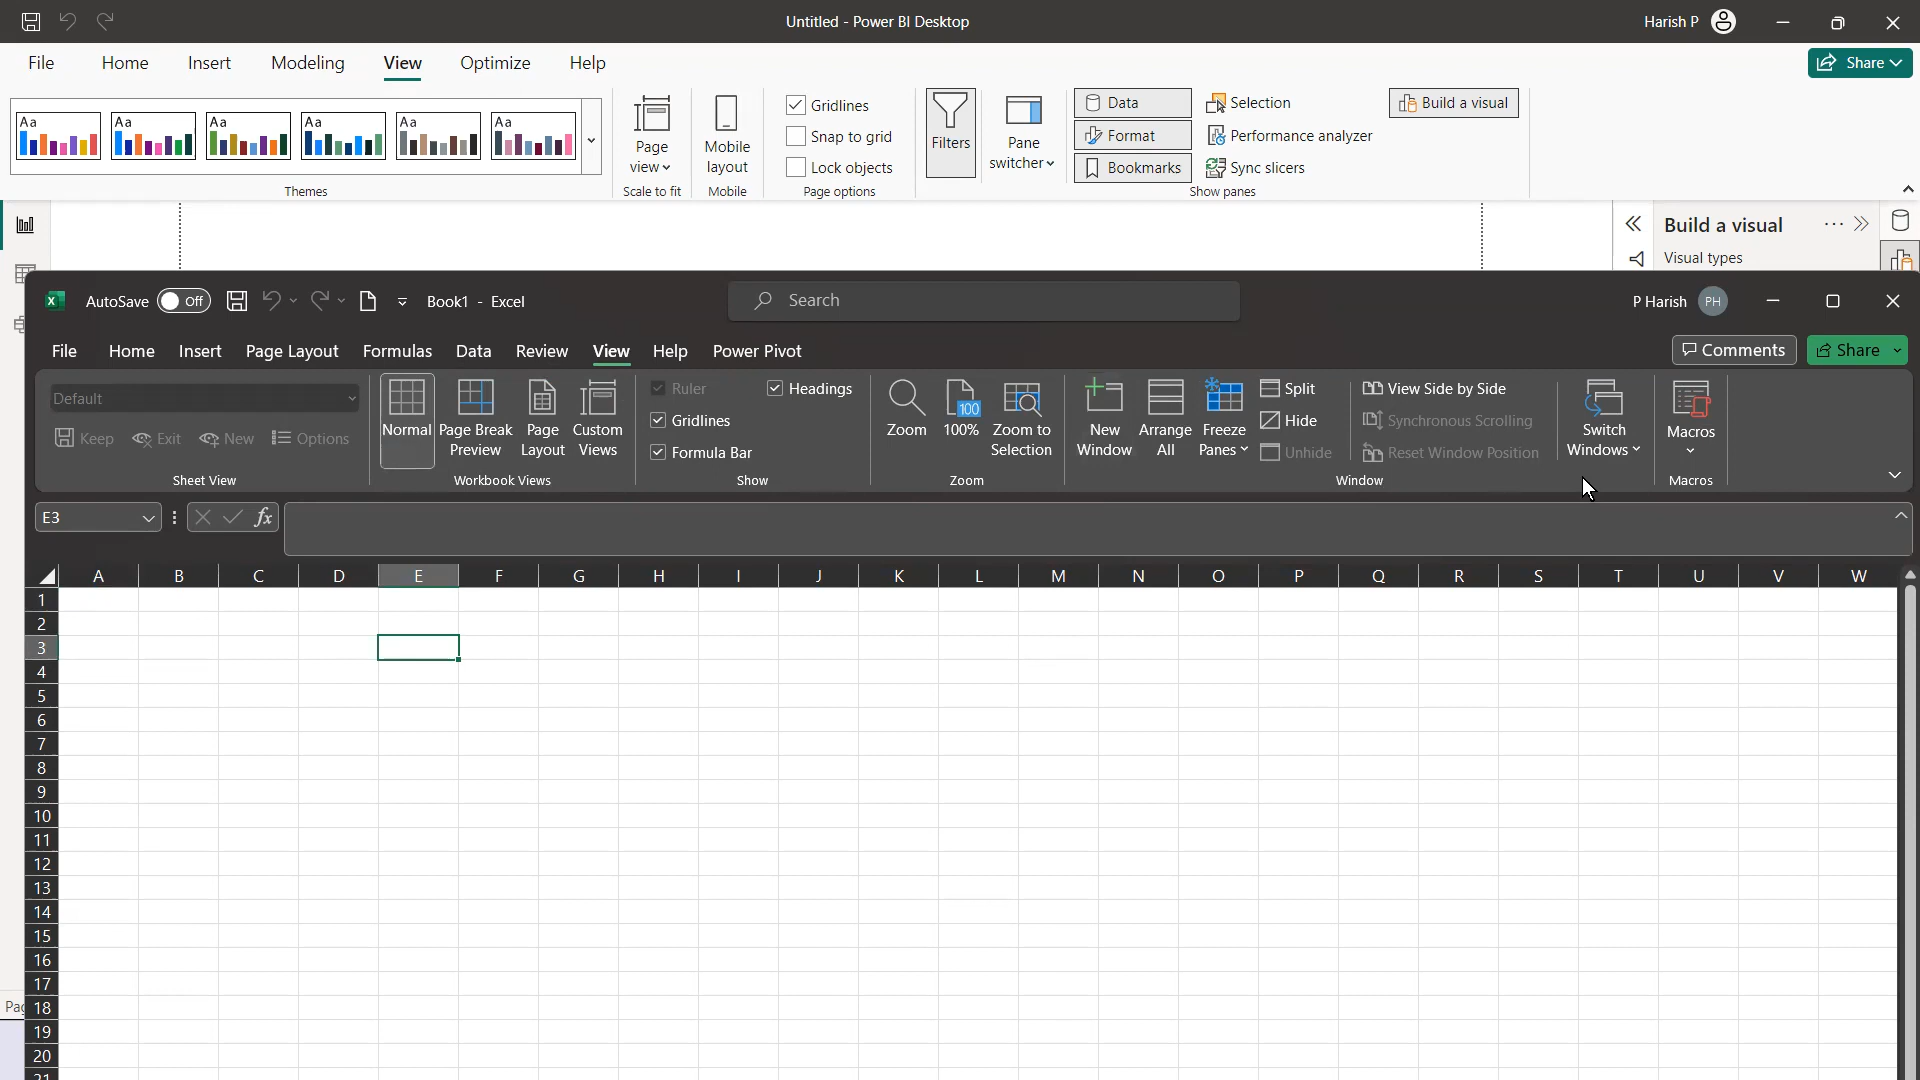 Untitled - Power BI Desktop
Harish P
File Home Insert Modeling View Optimize Help
Share
Aa Aa Aa Aa Aa Aa
Themes
Page view
Scale to fit
Mobile layout
Mobile
Gridlines
Snap to grid
Lock objects
Page options
Filters
Pane switcher
Data
Format
Bookmarks
Selection
Performance analyzer
Sync slicers
Build a visual
Show panes
Build a visual
Visual types
AutoSave Off
Book1 - Excel
Search
P Harish PH
File Home Insert Page Layout Formulas Data Review View Help Power Pivot
Comments Share
Default
Keep Exit New Options
Sheet View
Normal
Page Break Preview
Page Layout
Custom Views
Workbook Views
Ruler
Gridlines
Formula Bar
Headings
Show
Zoom
100
100%
Zoom to Selection
Zoom
New Window
Arrange All
Freeze Panes
Split
Hide
Unhide
View Side by Side
Synchronous Scrolling
Reset Window Position
Switch Windows
Window
Macros
Macros
E3
fx
A B C D E F G H I J K L M N O P Q R S T U V W
1
2
3
4
5
6
7
8
9
10
11
12
13
14
15
16
17
18
19
20